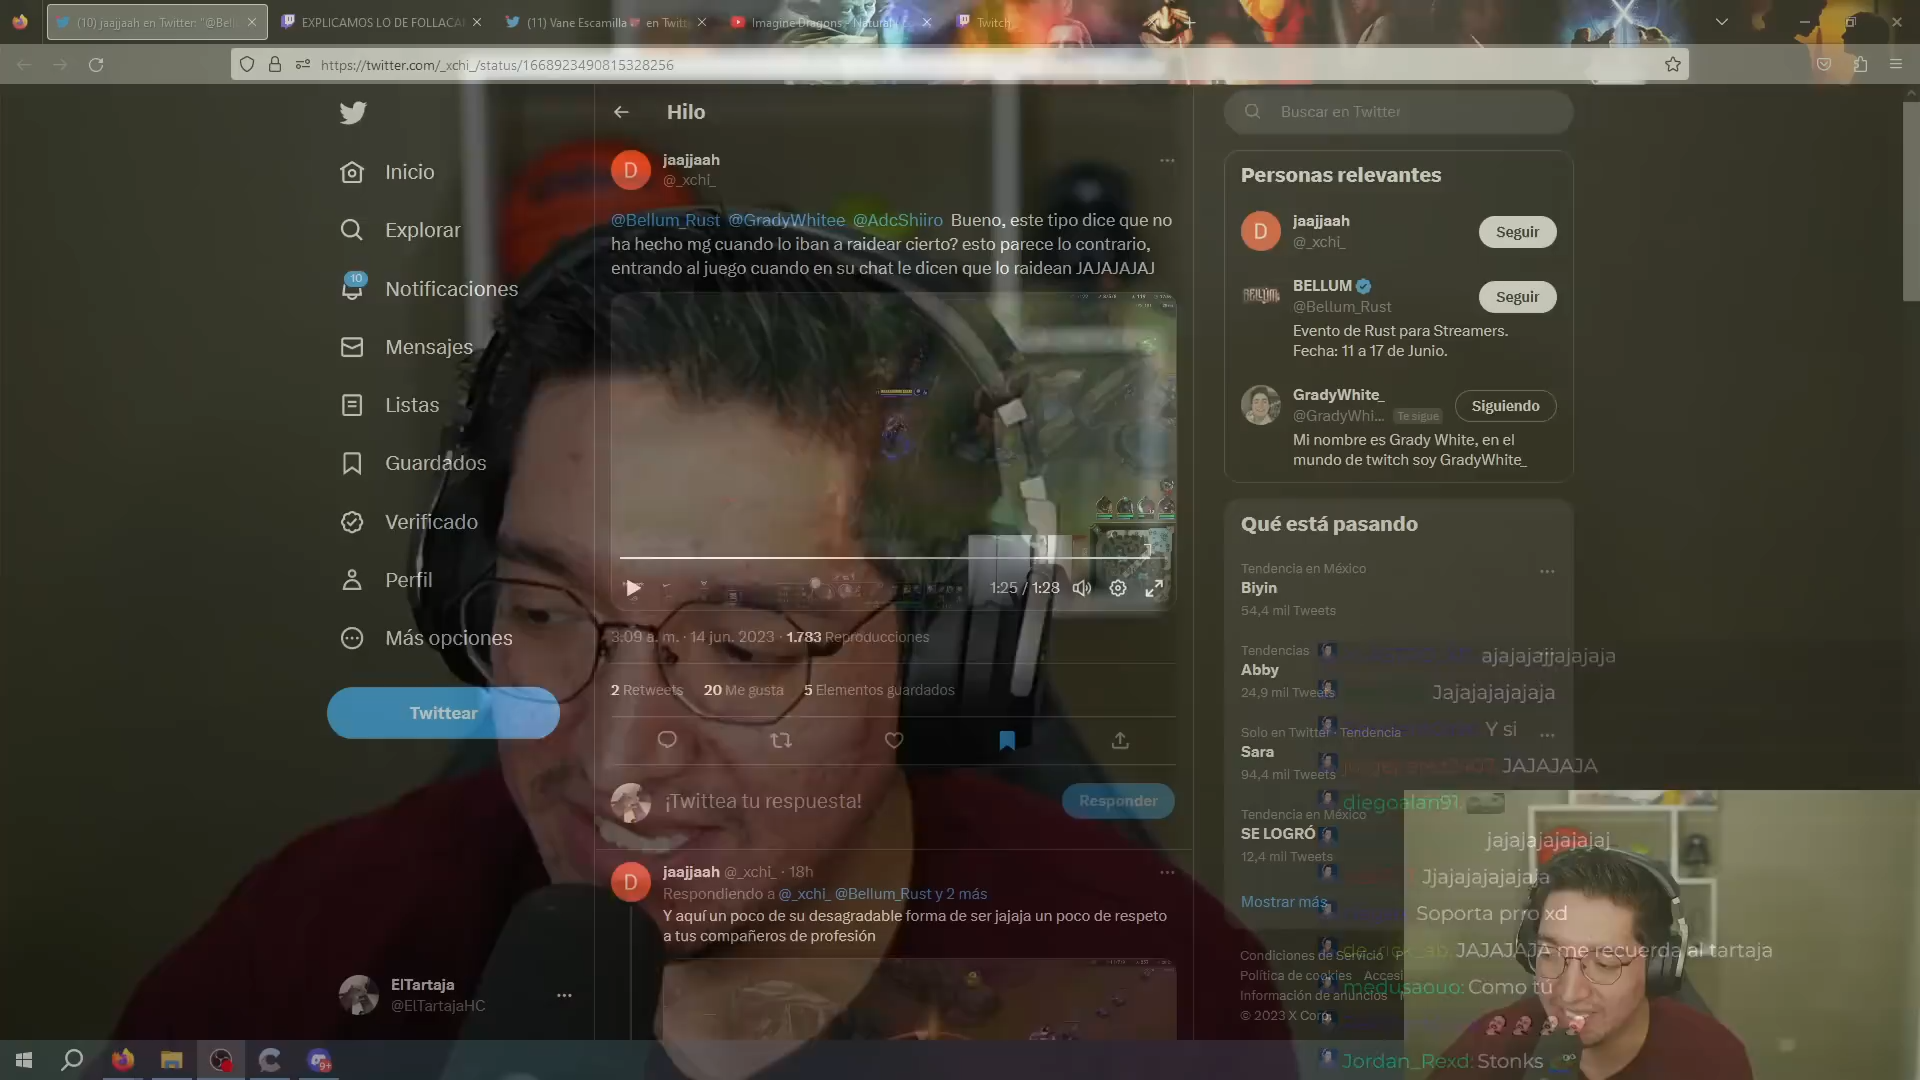 (10) jaajjaah en Twitter: "@Bell
EXPLICAMOS LO DE FOLLACA
(11) Vane Escamilla en Twitt
Imagine Dragons - Natural
Twitch
https://twitter.com/_xchi_/status/1668923490815328256
Inicio
Explorar
10
Notificaciones
Mensajes
Listas
Guardados
Verificado
Perfil
Más opciones
Twittear
ElTartaja
@ElTartajaHC
Hilo
D
jaajjaah
@_xchi_
@Bellum_Rust @GradyWhitee @AdcShiiro Bueno, este tipo dice que no
ha hecho mg cuando lo iban a raidear cierto? esto parece lo contrario,
entrando al juego cuando en su chat le dicen que lo raidean JAJAJAJAJ
1:25 / 1:28
3:09 a. m. · 14 jun. 2023 · 1.783 Reproducciones
2 Retweets 20 Me gusta 5 Elementos guardados
¡Twittea tu respuesta!
Responder
D
jaajjaah @_xchi_ · 18h
Respondiendo a @_xchi_ @Bellum_Rust y 2 más
Y aquí un poco de su desagradable forma de ser jajaja un poco de respeto
a tus compañeros de profesión
Buscar en Twitter
Personas relevantes
D
jaajjaah
@_xchi_
Seguir
BELLUM
BELLUM
@Bellum_Rust
Seguir
Evento de Rust para Streamers.
Fecha: 11 a 17 de Junio.
GradyWhite_
@GradyWhi... Te sigue
Siguiendo
Mi nombre es Grady White, en el
mundo de twitch soy GradyWhite_
Qué está pasando
Tendencia en México
Biyin
54,4 mil Tweets
Tendencias
Abby
24,9 mil Tweets
Solo en Twitter · Tendencia
Sara
94,4 mil Tweets
Tendencia en México
SE LOGRÓ
12,4 mil Tweets
Mostrar más
Condiciones de Servicio
Política de cookies
Información de anuncios
© 2023 X Corp.
ajajajajjajajaja
Jajajajajajaja
Y si
JAJAJAJA
diegoalan91:
jajajajajajajaj
Jjajajajajajaja
Soporta prro xd
JAJAJAJA me recuerda al tartaja
medusaouo: Como tú
Jordan_Rexd: Stonks
9+